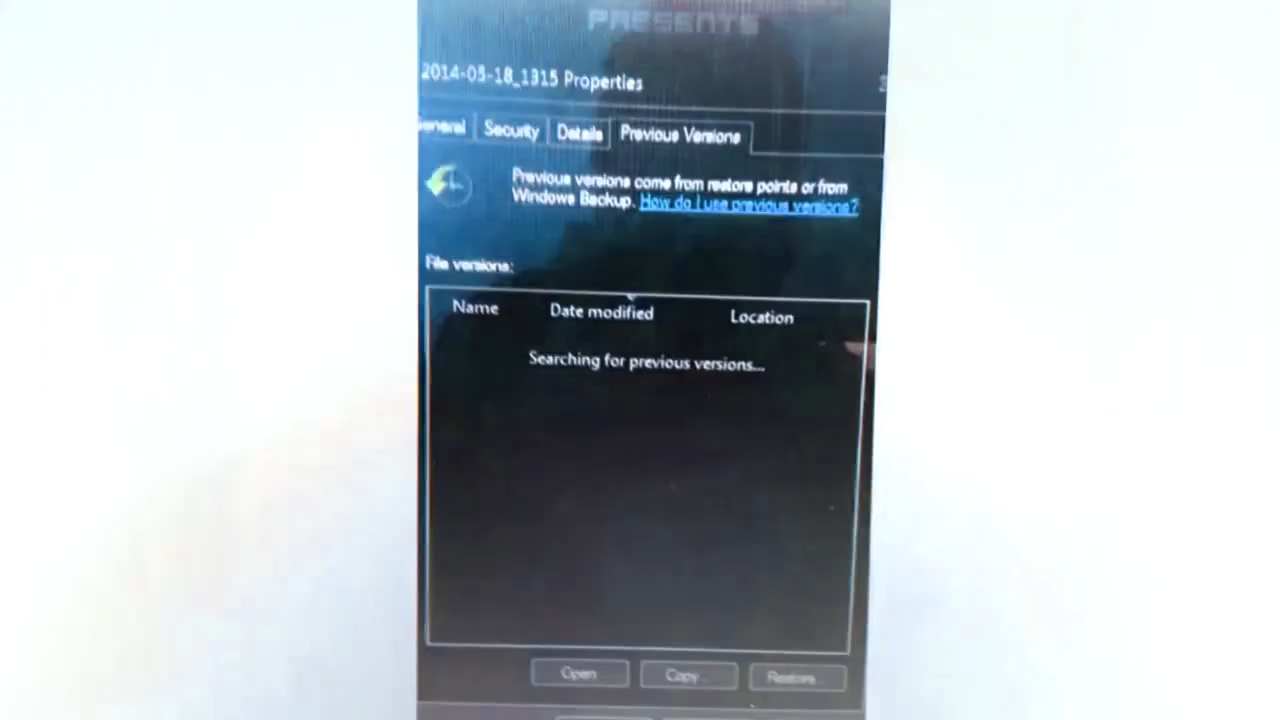 PRESENTS
2014-05-18_1315 Properties
General Security Details Previous Versions
Previous versions come from restore points or from
Windows Backup. How do I use previous versions?
File versions:
Name Date modified Location
Searching for previous versions...
Open Copy... Restore...